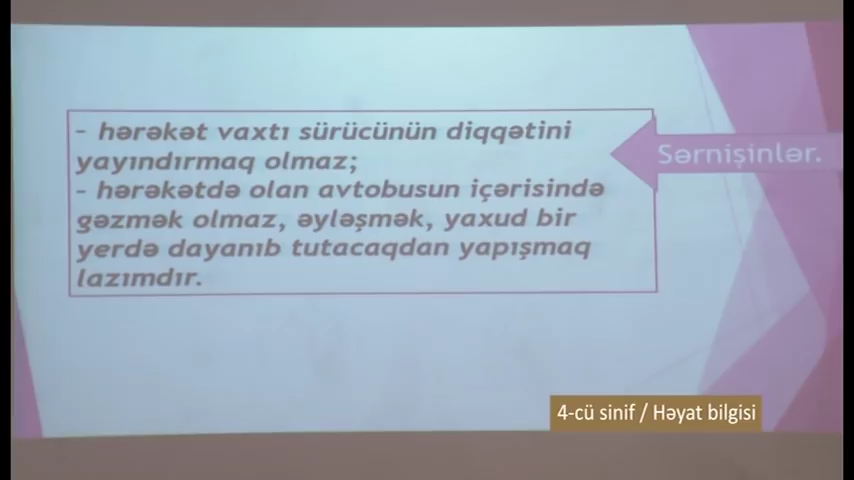 - hərəkət vaxtı sürücünün diqqətini
yayındırmaq olmaz;
- hərəkətdə olan avtobusun içərisində
gəzmək olmaz, əyləşmək, yaxud bir
yerdə dayanıb tutacaqdan yapışmaq
lazımdır.
Sərnişinlər.
4-cü sinif / Həyat bilgisi